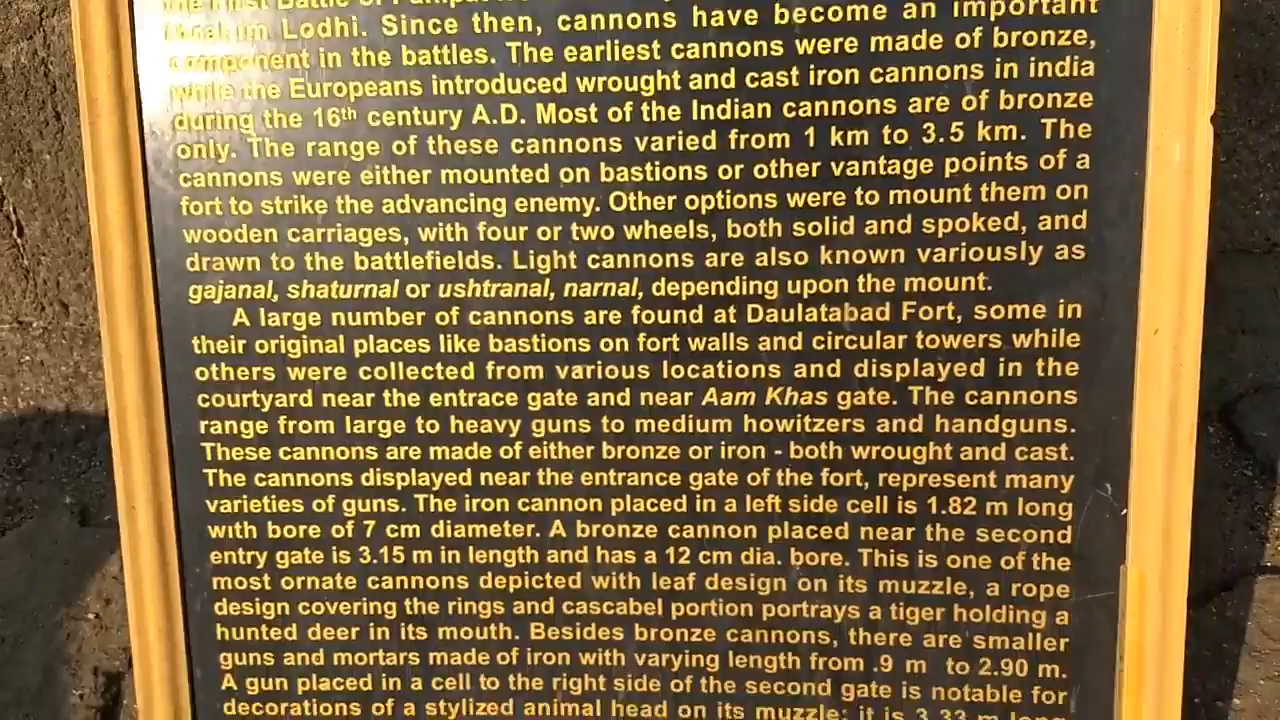 the First Battle of
Ibrahim Lodhi. Since then, cannons have become an important
component in the battles. The earliest cannons were made of bronze,
while the Europeans introduced wrought and cast iron cannons in india
during the 16th century A.D. Most of the Indian cannons are of bronze
only. The range of these cannons varied from 1 km to 3.5 km. The
cannons were either mounted on bastions or other vantage points of a
fort to strike the advancing enemy. Other options were to mount them on
wooden carriages, with four or two wheels, both solid and spoked, and
drawn to the battlefields. Light cannons are also known variously as
gajanal, shaturnal or ushtranal, narnal, depending upon the mount.
A large number of cannons are found at Daulatabad Fort, some in
their original places like bastions on fort walls and circular towers while
others were collected from various locations and displayed in the
courtyard near the entrace gate and near Aam Khas gate. The cannons
range from large to heavy guns to medium howitzers and handguns.
These cannons are made of either bronze or iron - both wrought and cast.
The cannons displayed near the entrance gate of the fort, represent many
varieties of guns. The iron cannon placed in a left side cell is 1.82 m long
with bore of 7 cm diameter. A bronze cannon placed near the second
entry gate is 3.15 m in length and has a 12 cm dia. bore. This is one of the
most ornate cannons depicted with leaf design on its muzzle, a rope
design covering the rings and cascabel portion portrays a tiger holding a
hunted deer in its mouth. Besides bronze cannons, there are smaller
guns and mortars made of iron with varying length from .9 m to 2.90 m.
A gun placed in a cell to the right side of the second gate is notable for
decorations of a stylized animal head on its muzzle; it is 3.33 m long